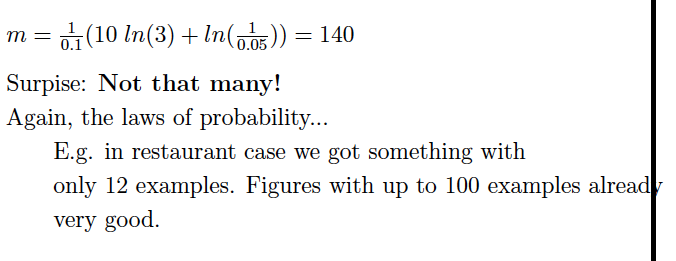 m = \frac{1}{0.1}(10 ln(3) + ln(\frac{1}{0.05})) = 140
Surpise: Not that many!
Again, the laws of probability...
E.g. in restaurant case we got something with
only 12 examples. Figures with up to 100 examples already
very good.